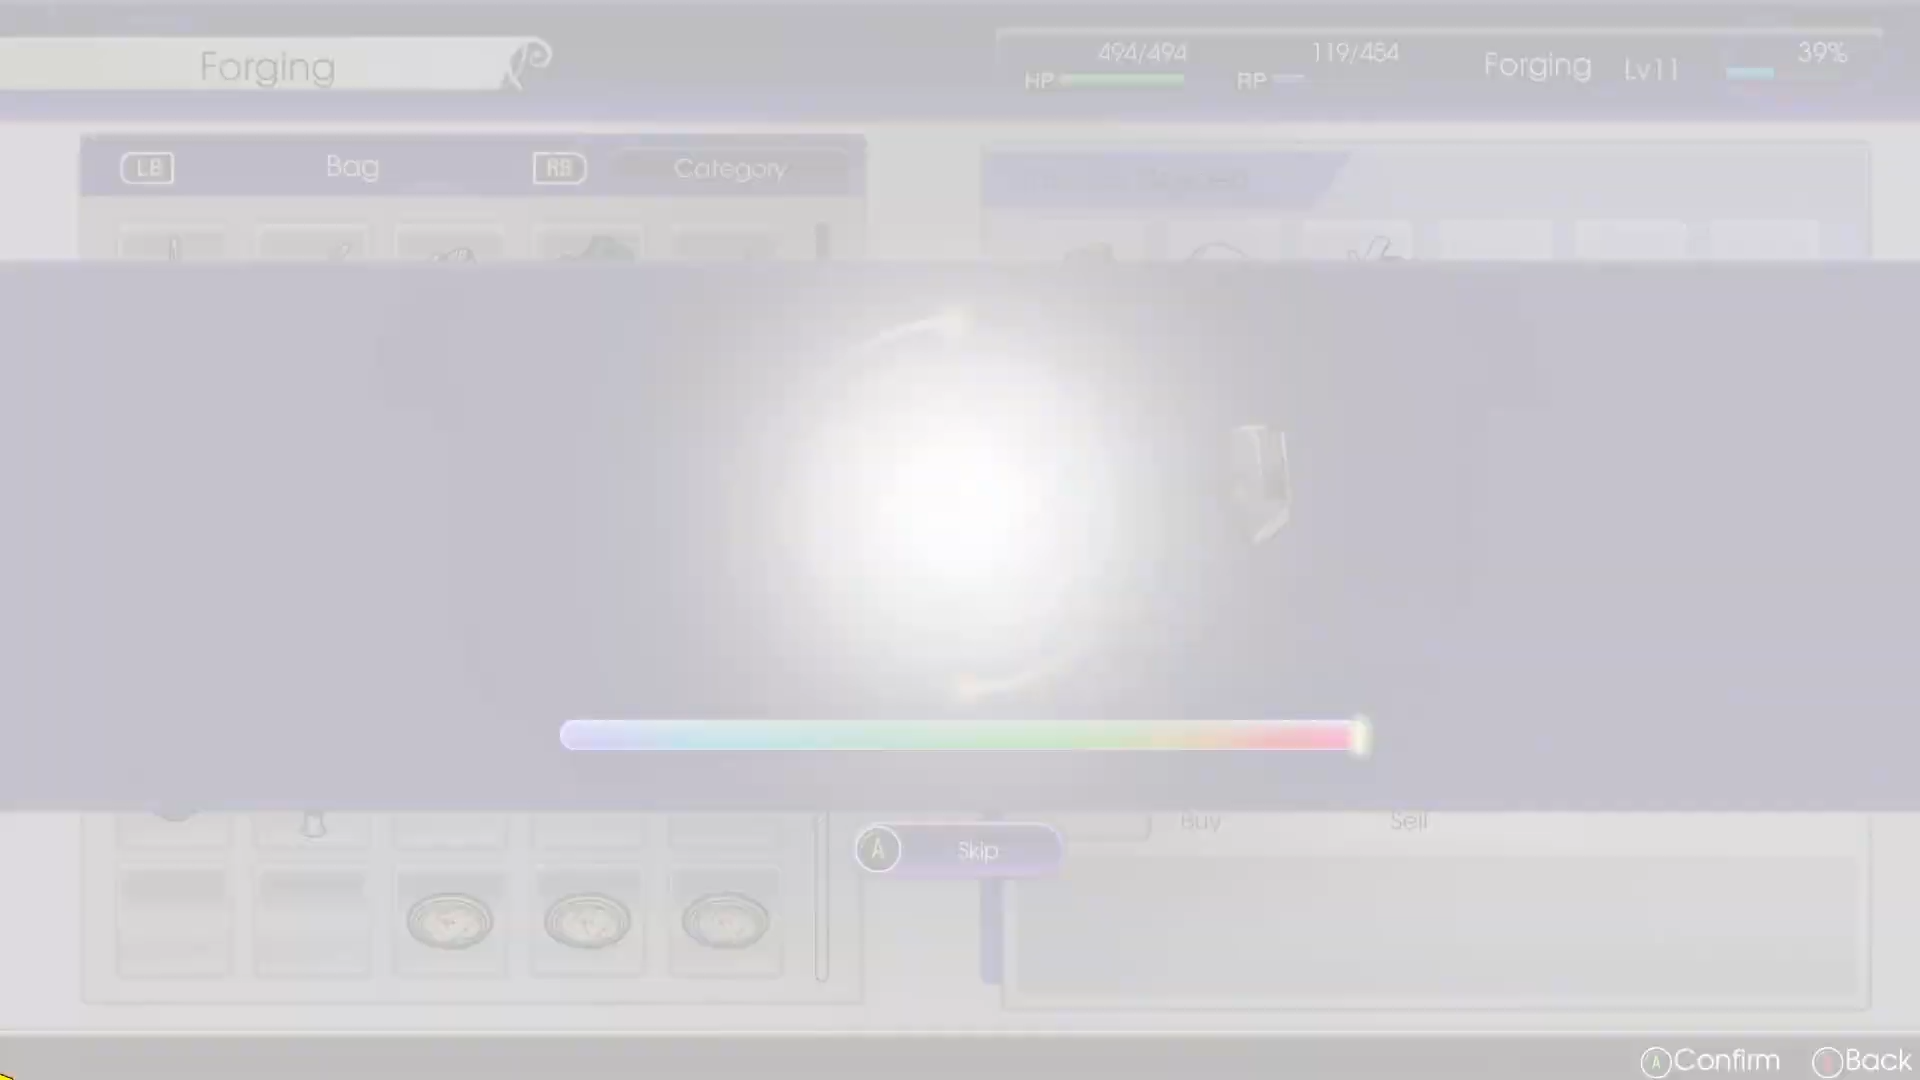 Forging
494/494
HP
119/454
RP
Forging Lv11
39%
LB Bag RB Category
Buy Sell
A Skip
A Confirm Back